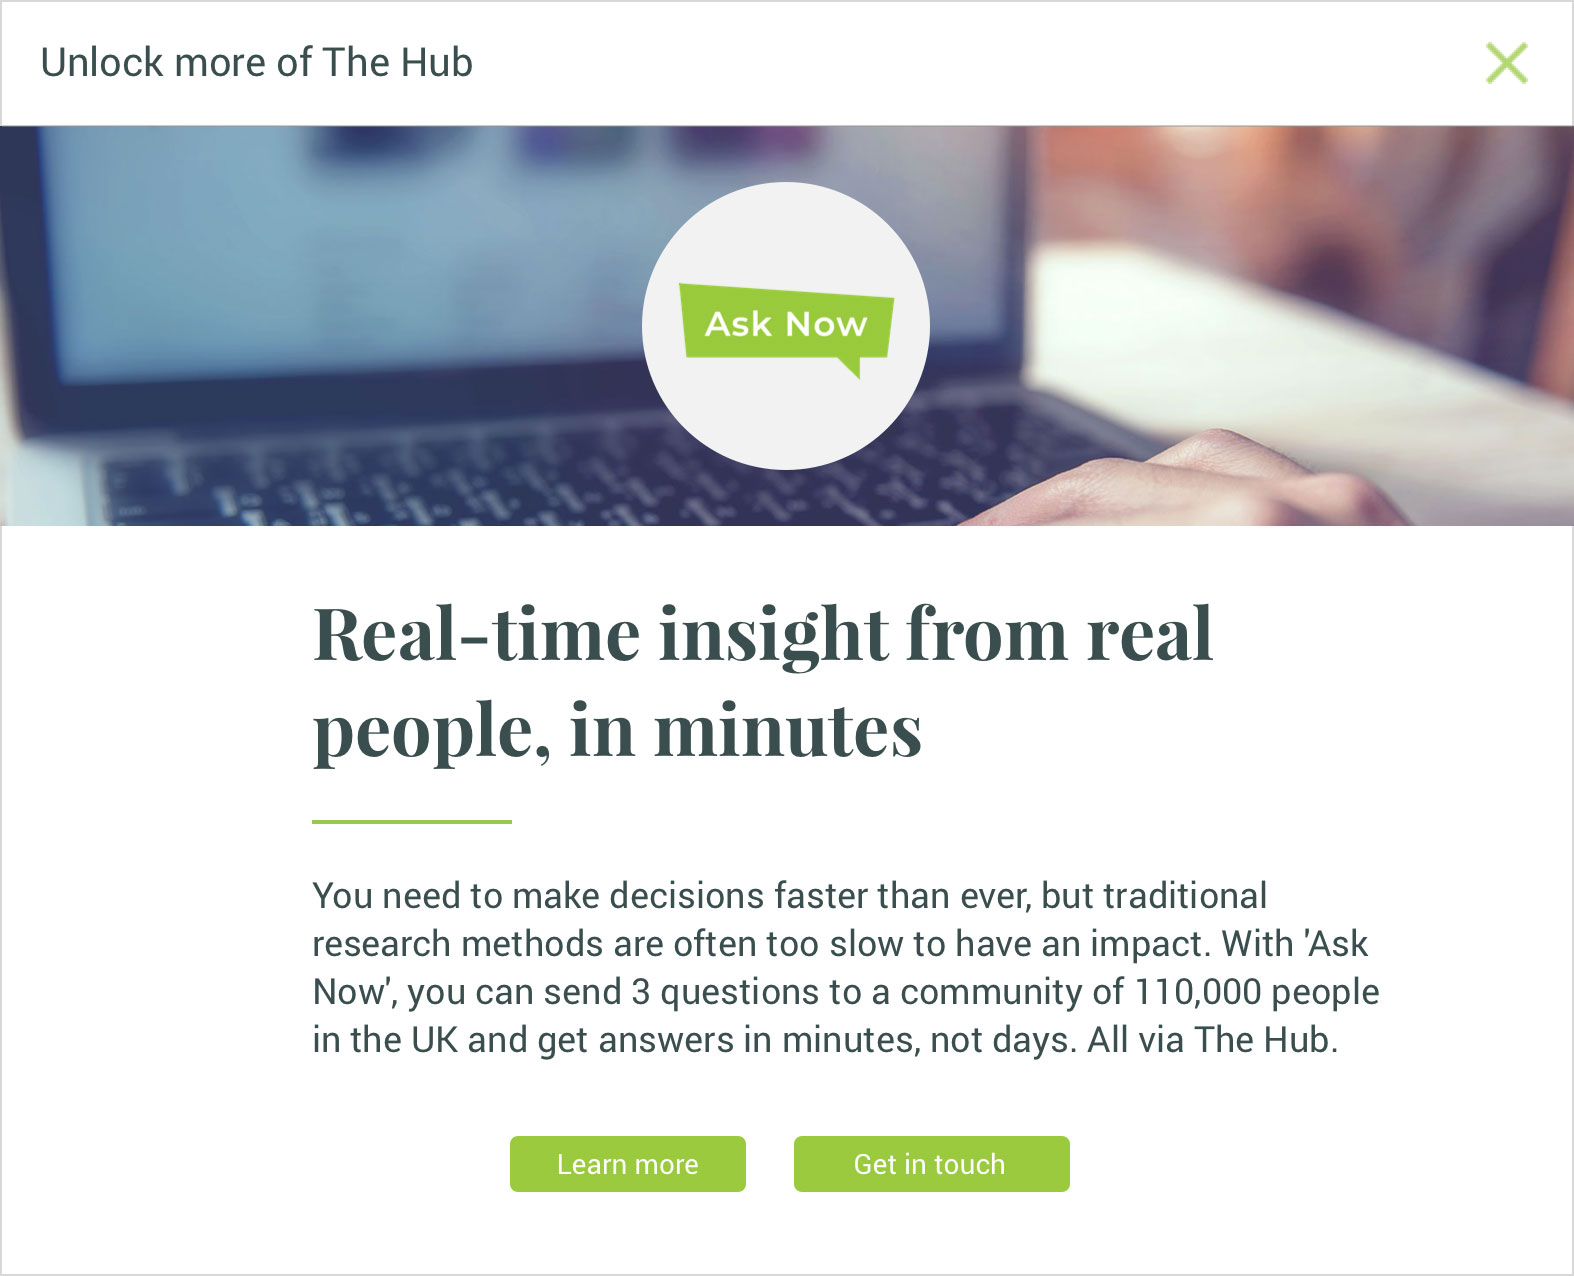 Unlock more of The Hub
Ask Now
Real-time insight from real
people, in minutes
You need to make decisions faster than ever, but traditional
research methods are often too slow to have an impact. With 'Ask
Now', you can send 3 questions to a community of 110,000 people
in the UK and get answers in minutes, not days. All via The Hub.
Learn more
Get in touch